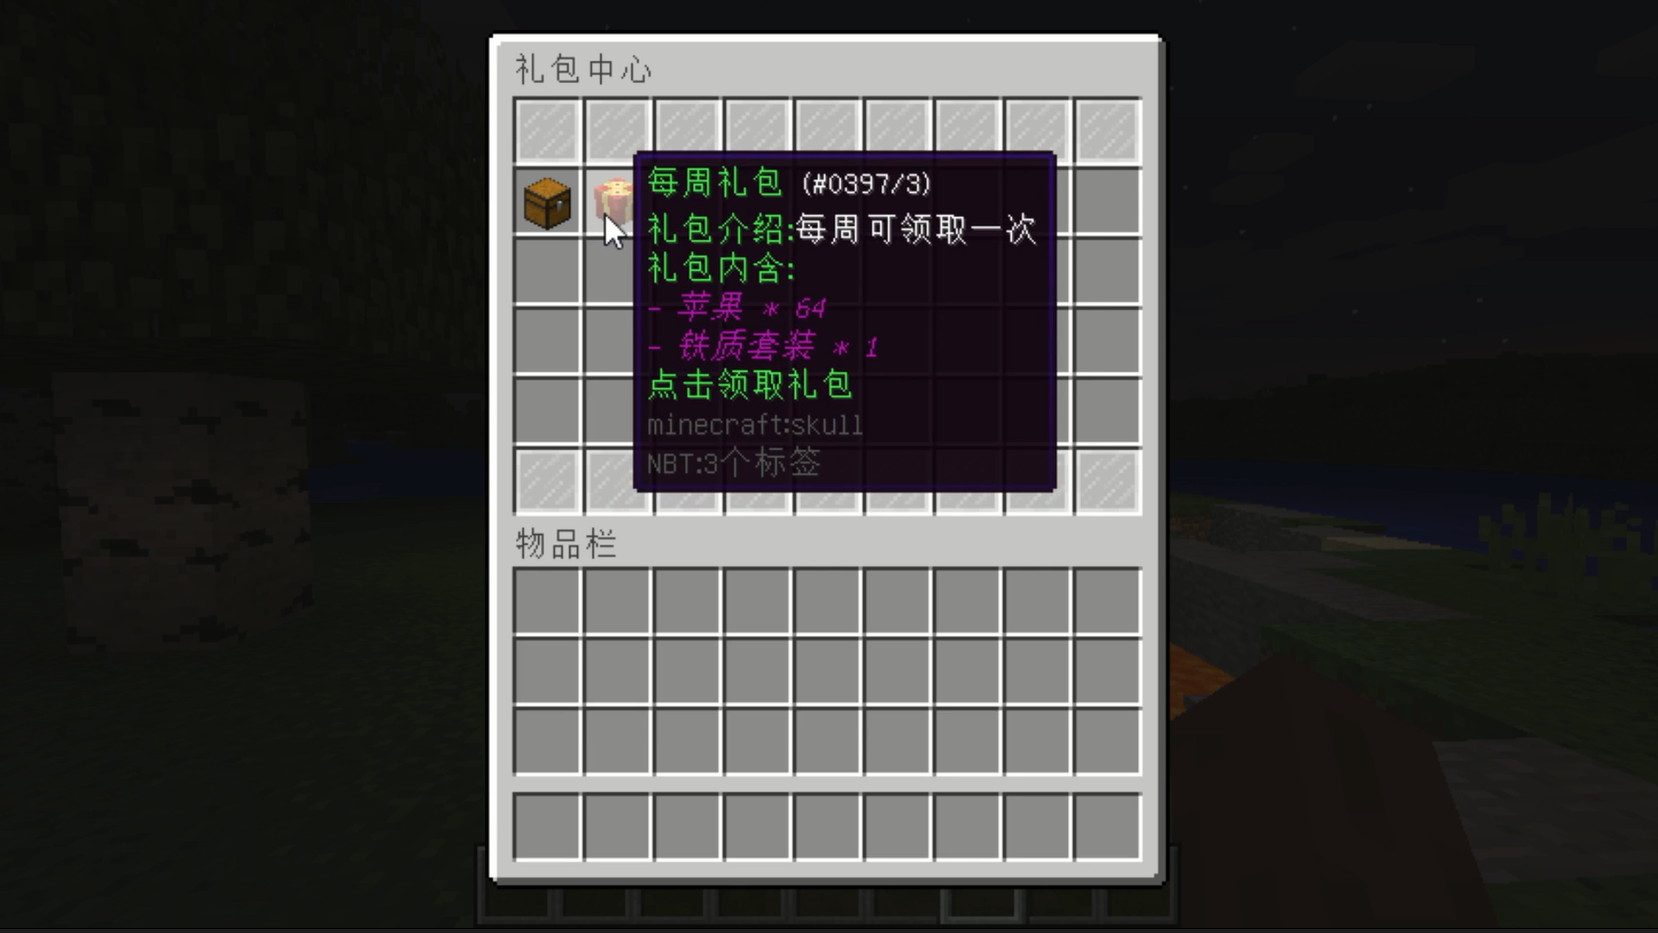 礼包中心
每周礼包 (#0397/3)
礼包介绍:每周可领取一次
礼包内含:
- 苹果 * 64
- 铁质套装 * 1
点击领取礼包
minecraft:skull
NBT:3个标签
物品栏